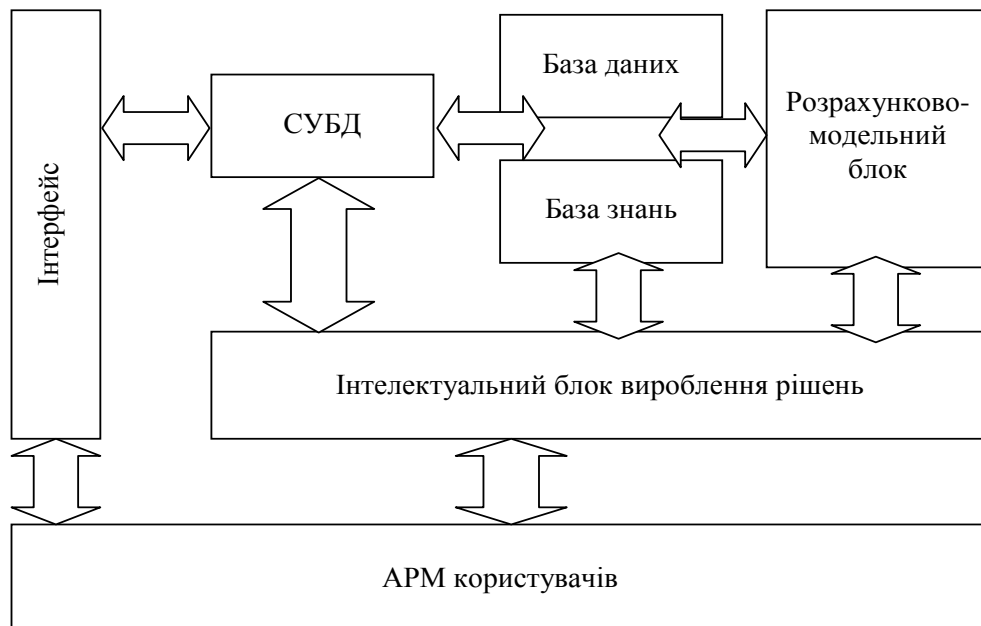 Інтерфейс
СУБД
База даних
База знань
Розрахунково-
модельний
блок
Інтелектуальний блок вироблення рішень
АРМ користувачів